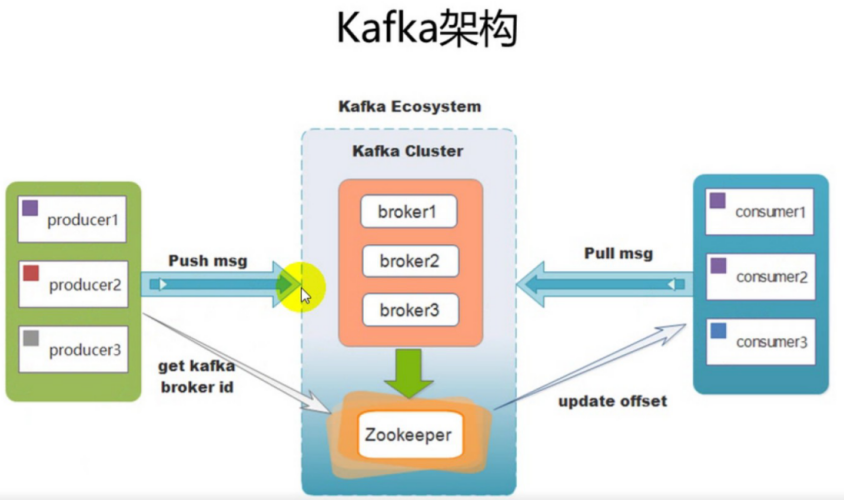 Kafka架构
Kafka Ecosystem
Kafka Cluster
producer1
producer2
producer3
Push msg
broker1
broker2
broker3
Pull msg
consumer1
consumer2
consumer3
get kafka
broker id
Zookeeper
update offset